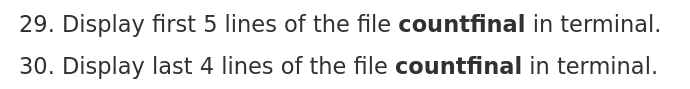 29. Display first 5 lines of the file countfinal in terminal.
30. Display last 4 lines of the file countfinal in terminal.